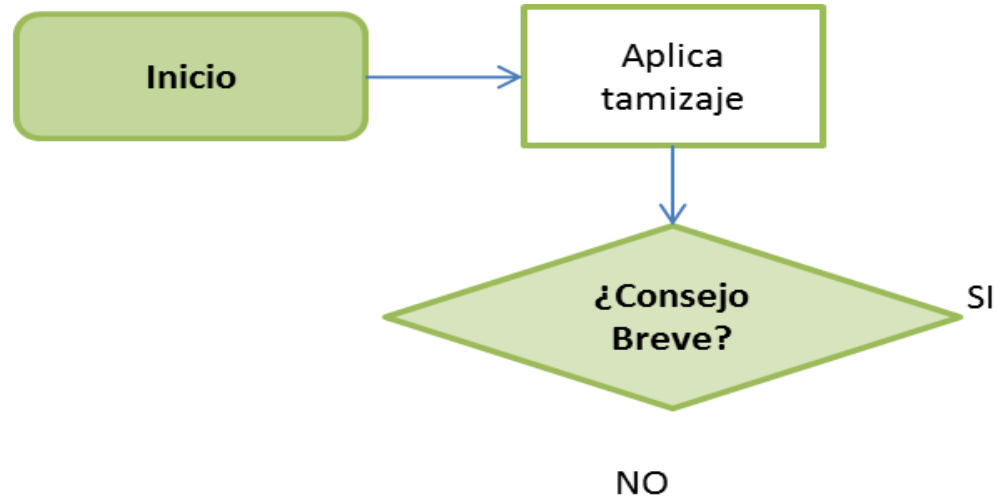 Inicio
Aplica
tamizaje
¿Consejo
Breve?
SI
NO